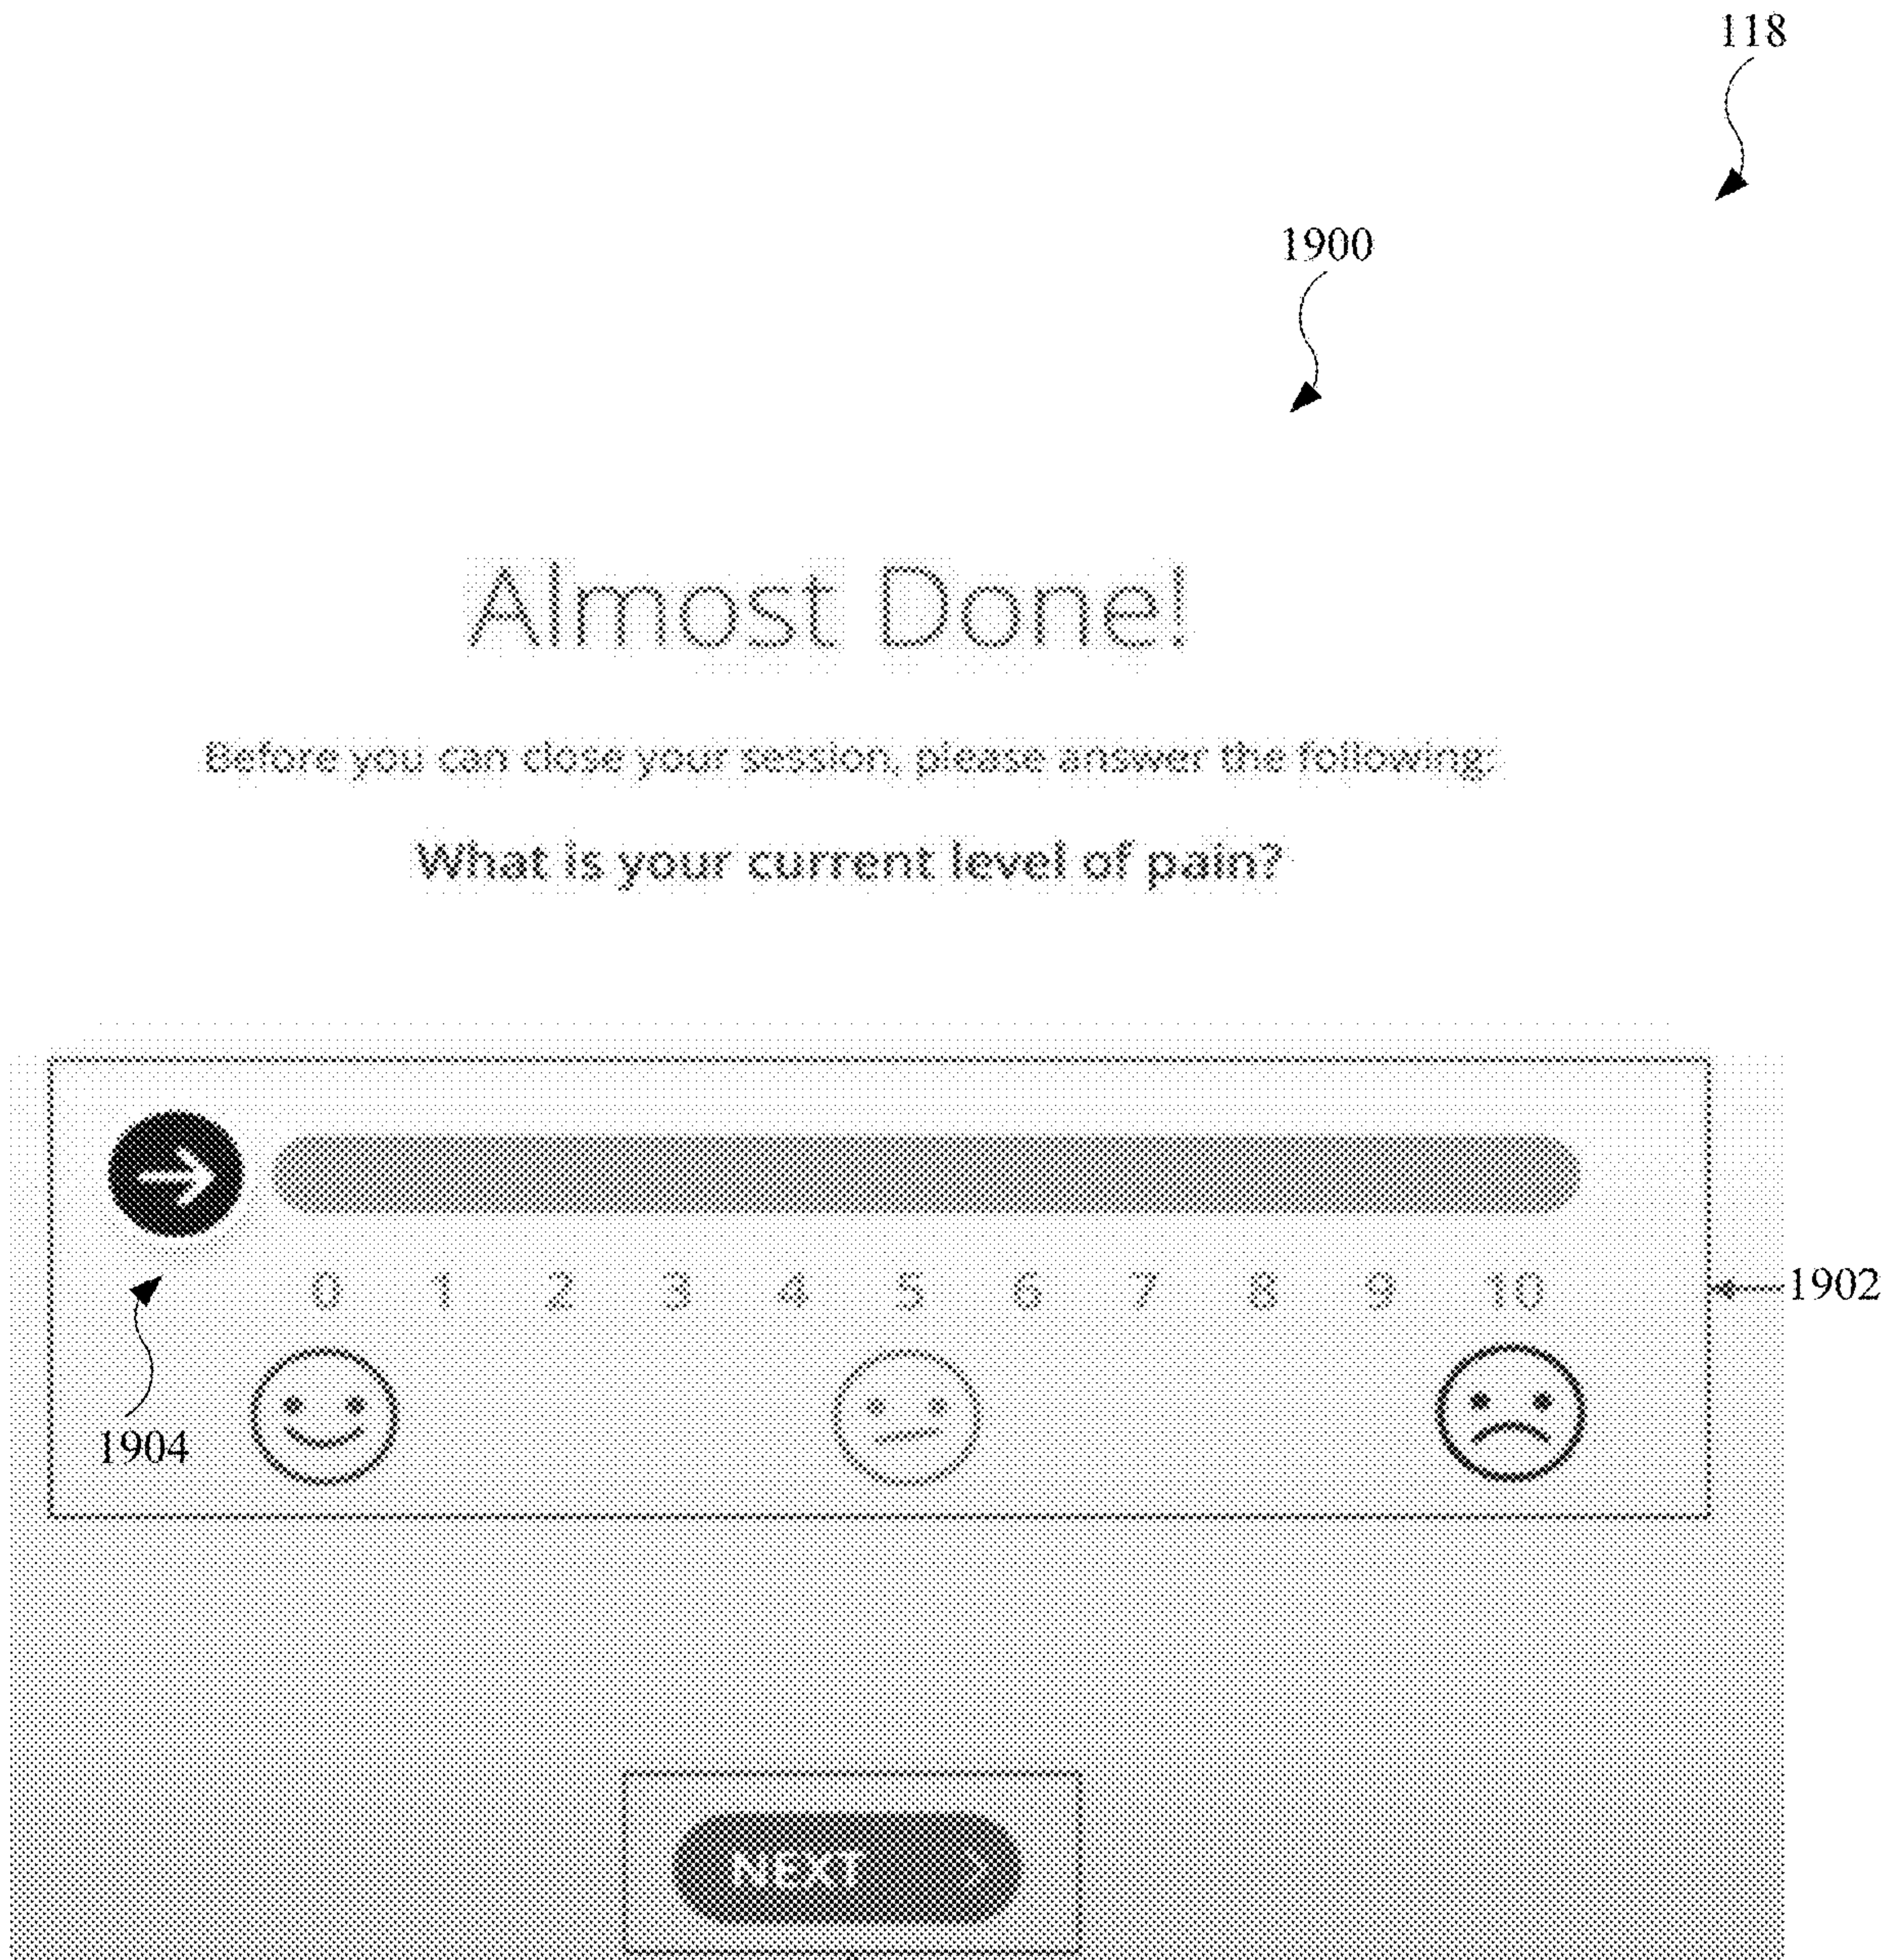 118
1900
Almost Done!
Before you can close your session, please answer the following:
What is your current level of pain?
0 1 2 3 4 5 6 7 8 9 10
1902
1904
NEXT